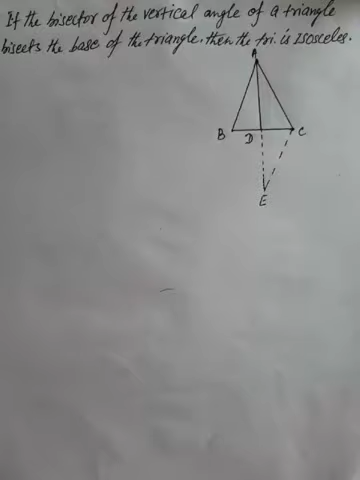 If the bisector of the vertical angle of a triangle
bisects the base of the triangle, then the tri. is isosceles.
A
B D C
E